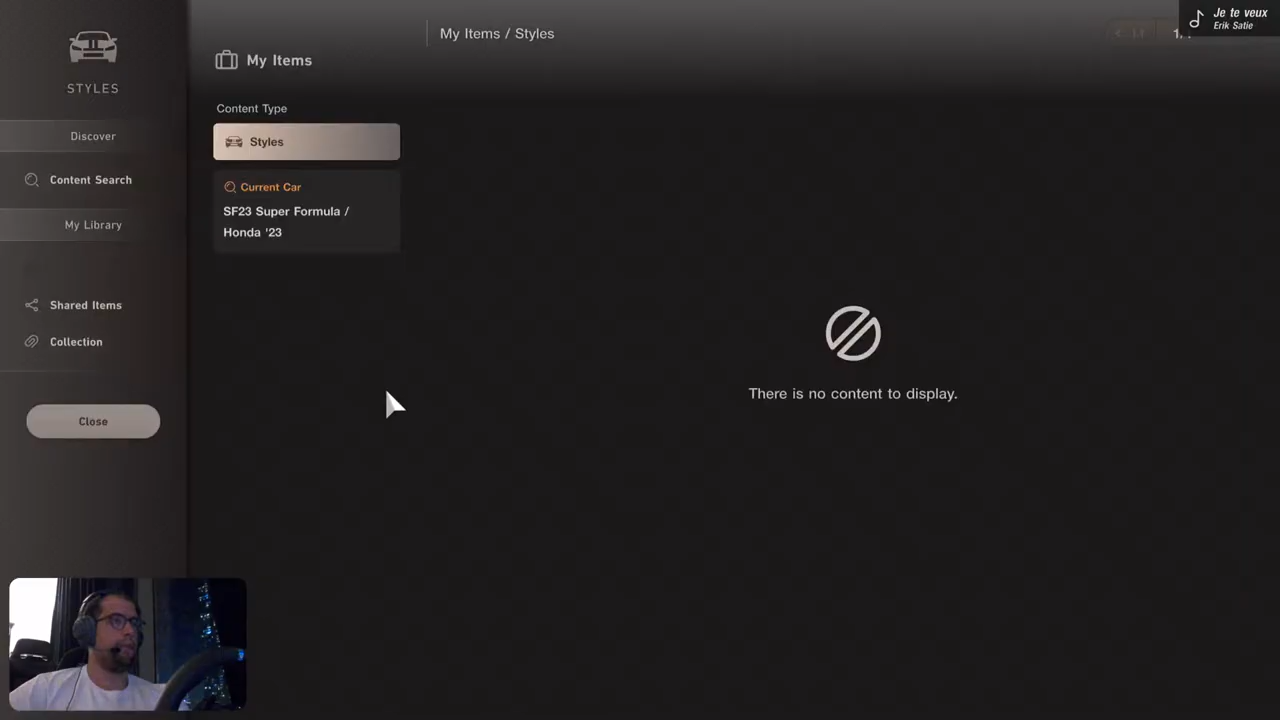 STYLES
Discover
Content Search
My Library
Shared Items
Collection
Close
My Items
Content Type
Styles
Current Car
SF23 Super Formula /
Honda '23
My Items / Styles
There is no content to display.
Je te veux
Erik Satie